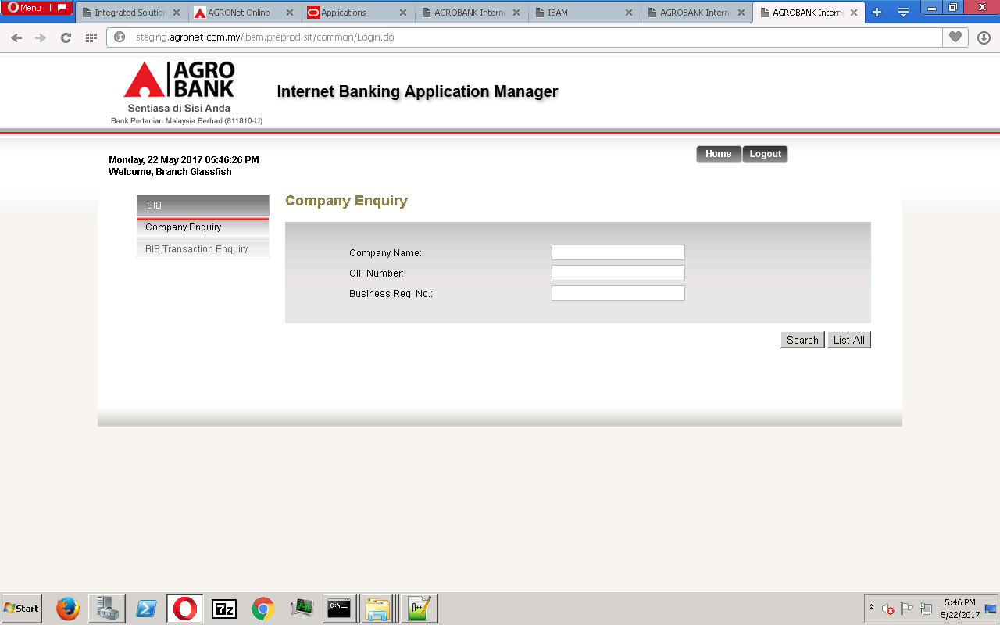 Menu
Integrated Solution
AGRONet Online
Applications
AGROBANK Interne
IBAM
AGROBANK Interne
AGROBANK Interne
staging.agronet.com.my/ibam.preprod.sit/common/Login.do
AGRO
BANK
Sentiasa di Sisi Anda
Bank Pertanian Malaysia Berhad (811810-U)
Internet Banking Application Manager
Monday, 22 May 2017 05:46:26 PM
Welcome, Branch Glassfish
Home
Logout
BIB
Company Enquiry
BIB Transaction Enquiry
Company Enquiry
Company Name:
CIF Number:
Business Reg. No.:
Search
List All
Start
7z
C:\_
5:46 PM
5/22/2017